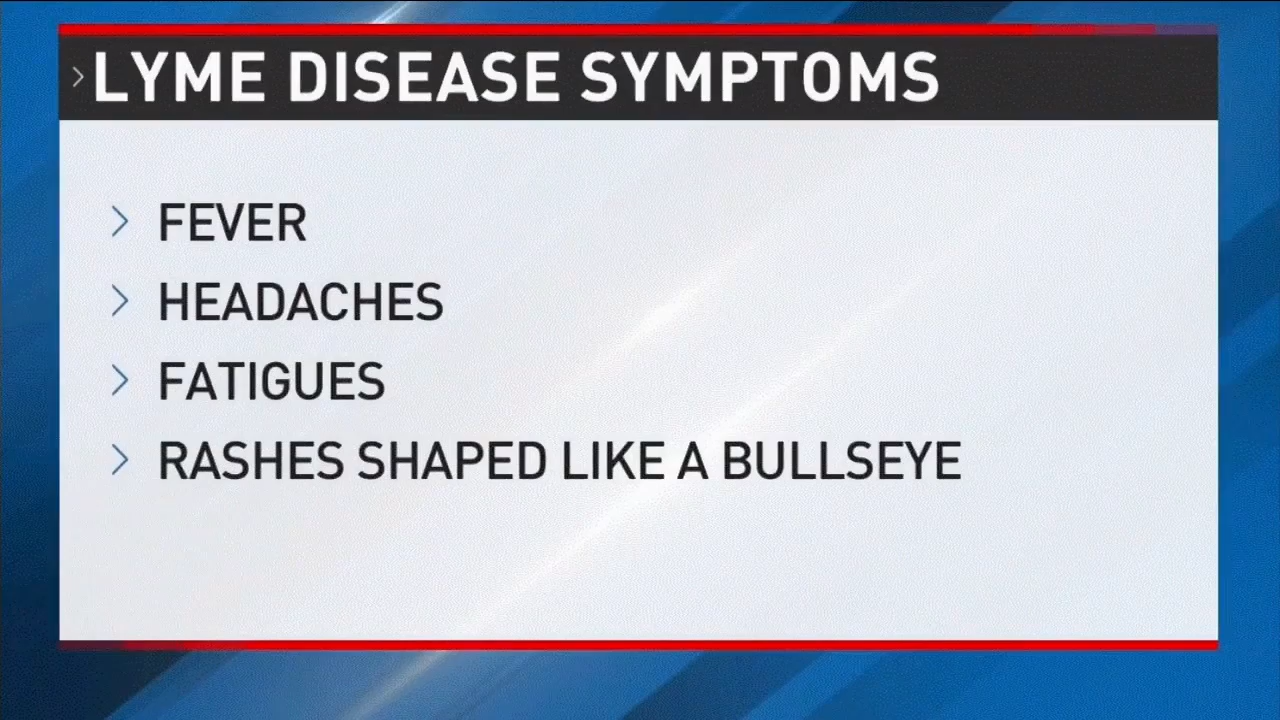 LYME DISEASE SYMPTOMS
FEVER
HEADACHES
FATIGUES
RASHES SHAPED LIKE A BULLSEYE